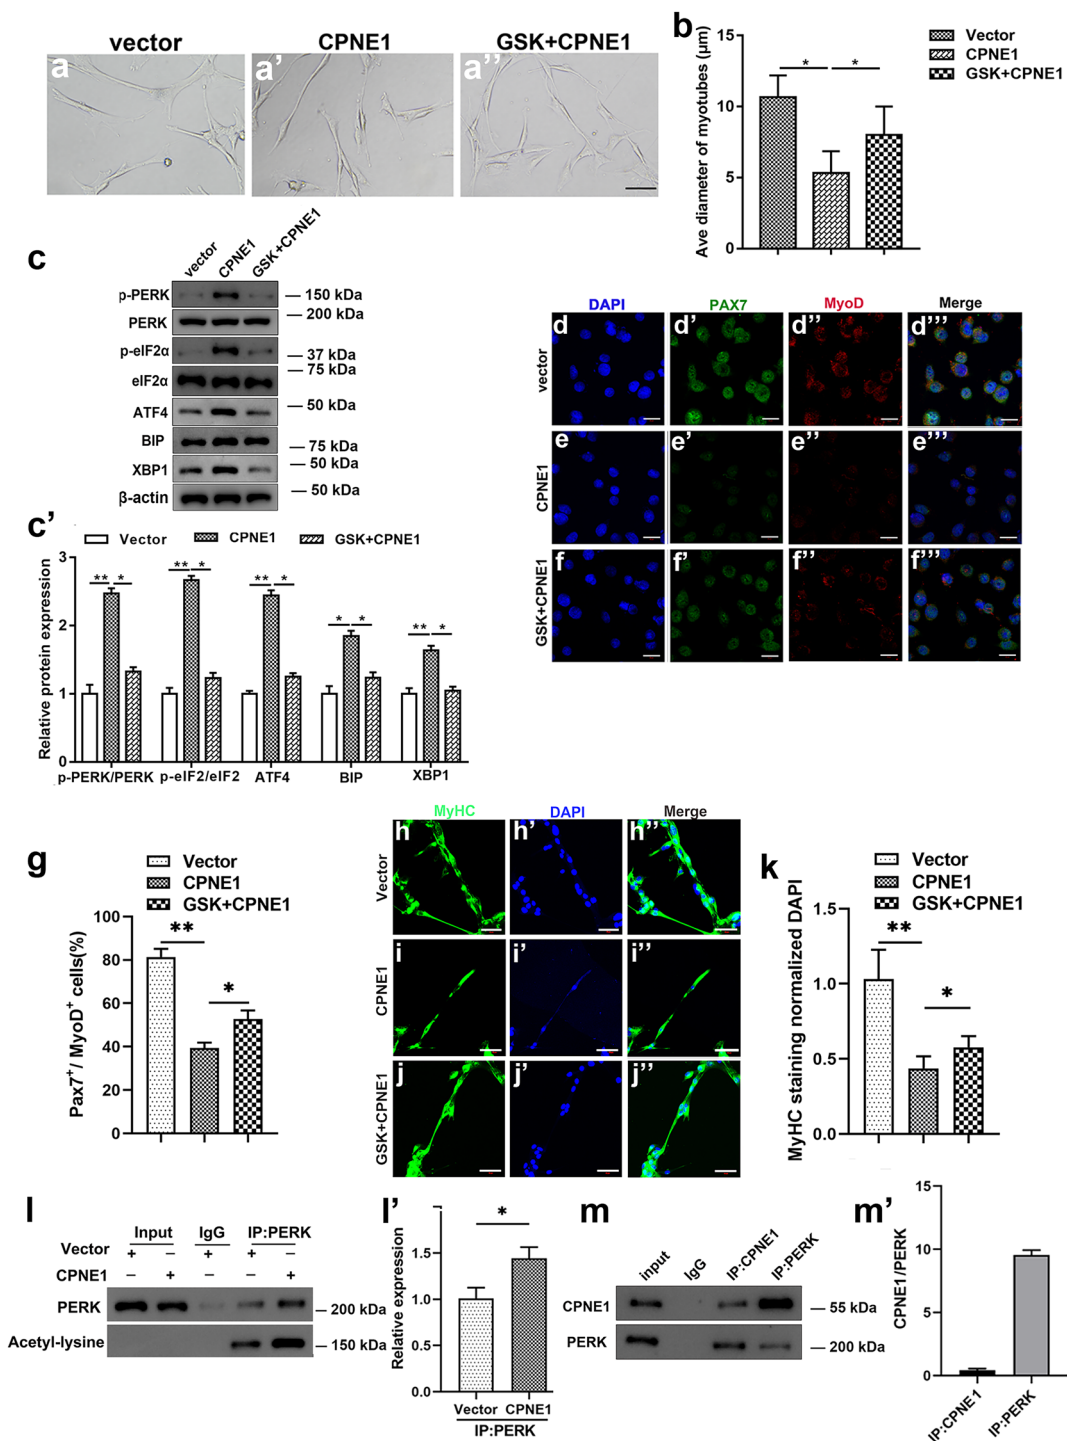 vector CPNE1 GSK+CPNE1
a a' a''
b
Ave diameter of myotubes (μm)
15
10
5
0
* *
Vector
CPNE1
GSK+CPNE1
c
vector CPNE1 GSK+CPNE1
p-PERK — 150 kDa
PERK — 200 kDa
p-eIF2α — 37 kDa
eIF2α — 75 kDa
ATF4 — 50 kDa
BIP — 75 kDa
XBP1 — 50 kDa
β-actin — 50 kDa
c'
Vector CPNE1 GSK+CPNE1
Relative protein expression
3
2
1
0
** * ** * ** * * * ** *
p-PERK/PERK p-eIF2/eIF2 ATF4 BIP XBP1
DAPI PAX7 MyoD Merge
vector d d' d'' d'''
CPNE1 e e' e'' e'''
GSK+CPNE1 f f' f'' f'''
g
Vector
CPNE1
GSK+CPNE1
Pax7+/ MyoD+ cells(%)
100
80
60
40
20
0
**
*
MyHC DAPI Merge
Vector h h' h''
CPNE1 i i' i''
GSK+CPNE1 j j' j''
k
Vector
CPNE1
GSK+CPNE1
MyHC staining normalized DAPI
1.5
1.0
0.5
0.0
**
*
l
Input IgG IP:PERK
Vector + − + + −
CPNE1 − + − − +
PERK — 200 kDa
Acetyl-lysine — 150 kDa
l'
Relative expression
1.5
1.0
0.5
0.0
*
Vector CPNE1
IP:PERK
m
input IgG IP:CPNE1 IP:PERK
CPNE1 — 55 kDa
PERK — 200 kDa
m'
CPNE1/PERK
15
10
5
0
IP:CPNE1 IP:PERK